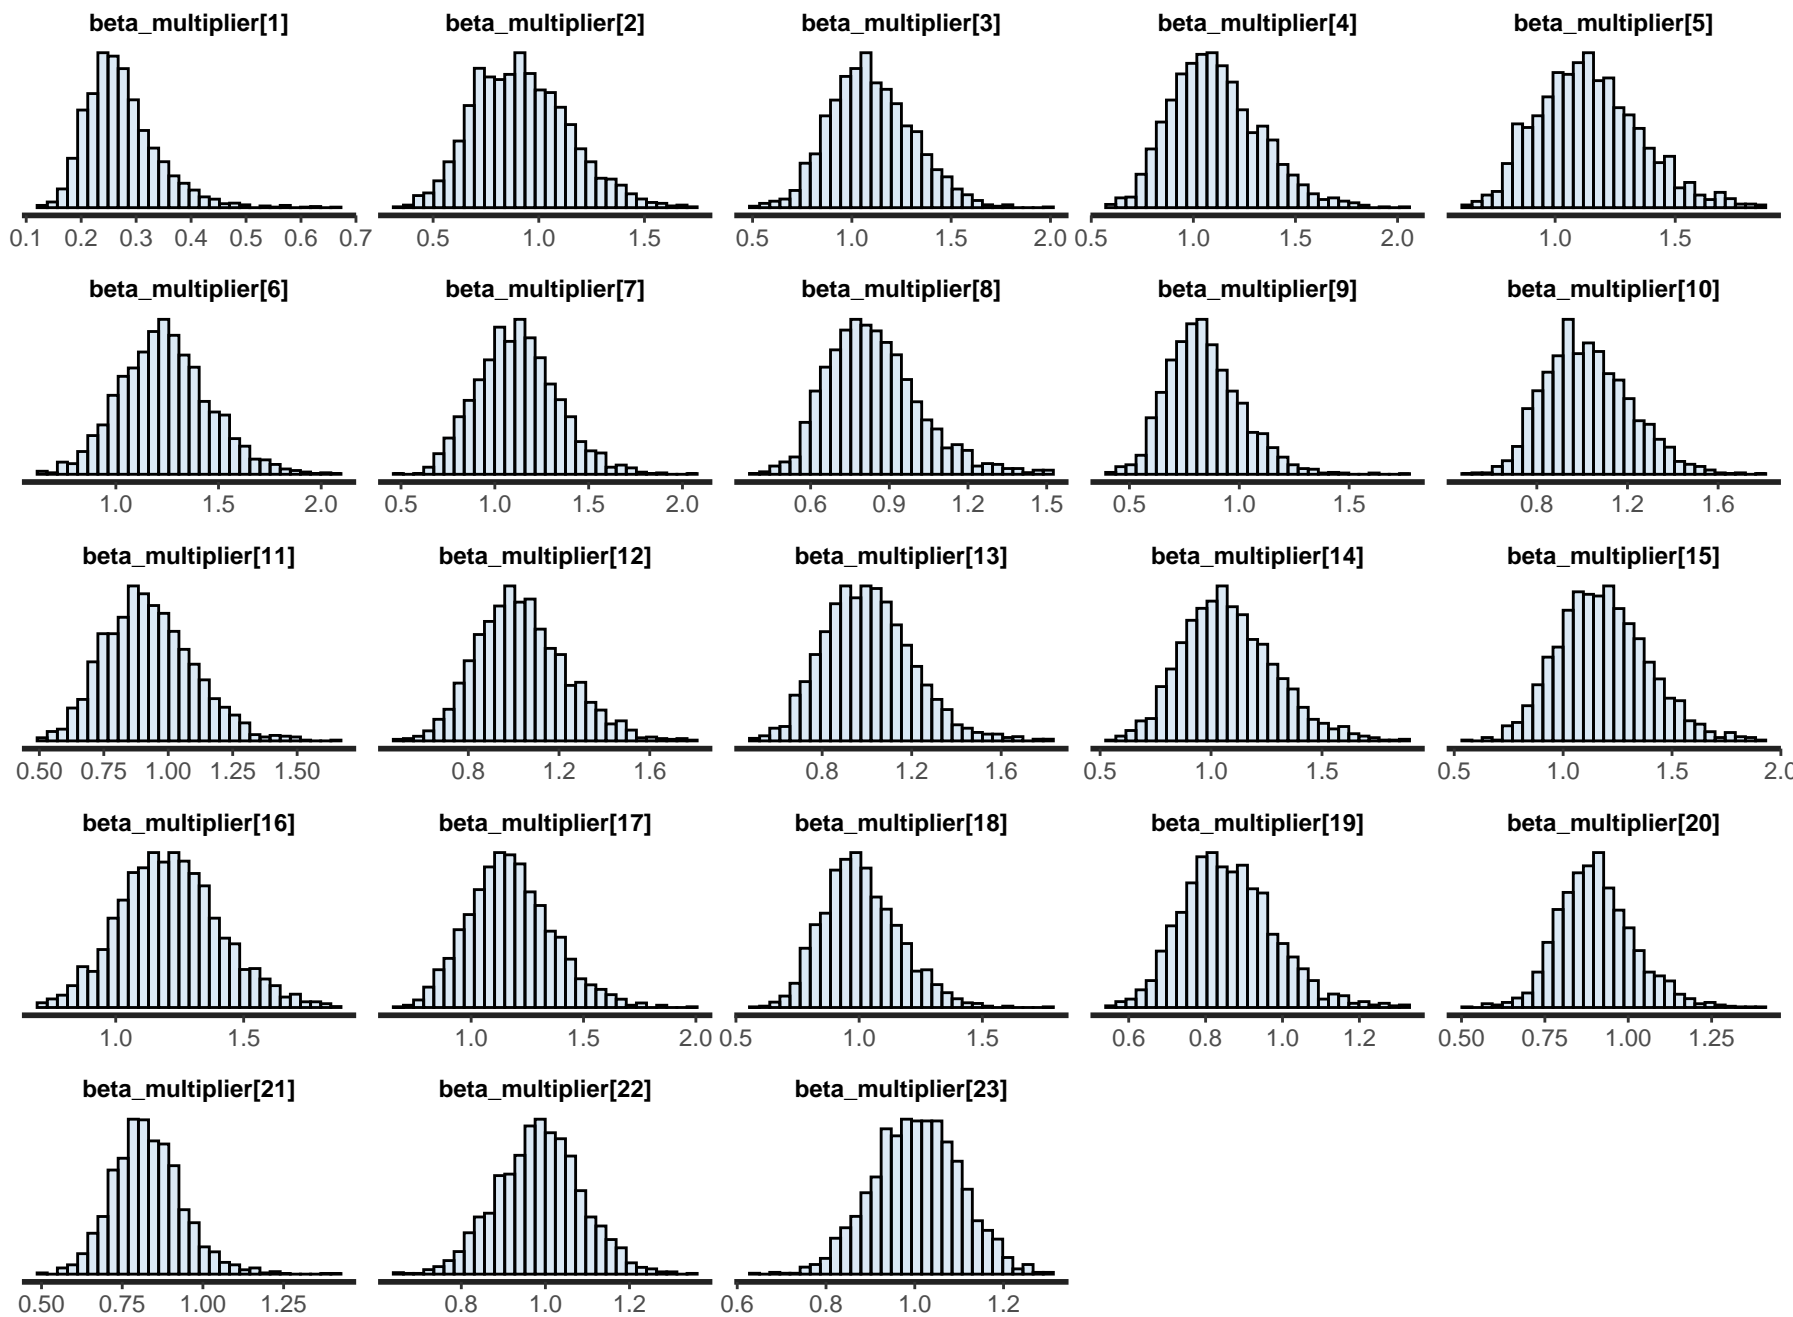 beta_multiplier[1] beta_multiplier[2] beta_multiplier[3] beta_multiplier[4] beta_multiplier[5]
0.1 0.2 0.3 0.4 0.5 0.6 0.7 0.5 1.0 1.5 0.5 1.0 1.5 2.0 0.5 1.0 1.5 2.0 1.0 1.5
beta_multiplier[6] beta_multiplier[7] beta_multiplier[8] beta_multiplier[9] beta_multiplier[10]
1.0 1.5 2.0 0.5 1.0 1.5 2.0 0.6 0.9 1.2 1.5 0.5 1.0 1.5 0.8 1.2 1.6
beta_multiplier[11] beta_multiplier[12] beta_multiplier[13] beta_multiplier[14] beta_multiplier[15]
0.50 0.75 1.00 1.25 1.50 0.8 1.2 1.6 0.8 1.2 1.6 0.5 1.0 1.5 0.5 1.0 1.5 2.0
beta_multiplier[16] beta_multiplier[17] beta_multiplier[18] beta_multiplier[19] beta_multiplier[20]
1.0 1.5 1.0 1.5 2.0 0.5 1.0 1.5 0.6 0.8 1.0 1.2 0.50 0.75 1.00 1.25
beta_multiplier[21] beta_multiplier[22] beta_multiplier[23]
0.50 0.75 1.00 1.25 0.8 1.0 1.2 0.6 0.8 1.0 1.2